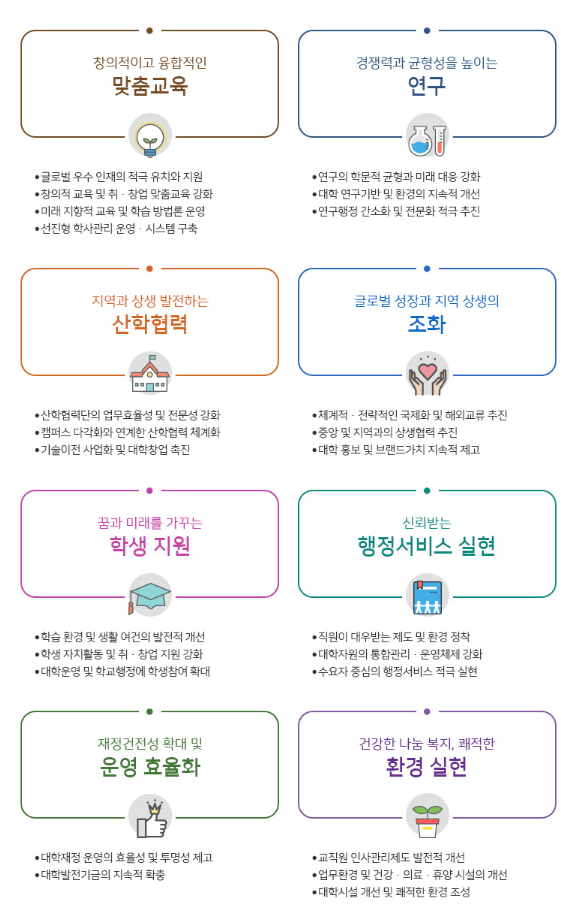 창의적이고 융합적인
맞춤교육
•글로벌 우수 인재의 적극 유치와 지원
•창의적 교육 및 취·창업 맞춤교육 강화
•미래 지향적 교육 및 학습 방법론 운영
•선진형 학사관리 운영·시스템 구축
경쟁력과 균형성을 높이는
연구
•연구의 학문적 균형과 미래 대응 강화
•대학 연구기반 및 환경의 지속적 개선
•연구행정 간소화 및 전문화 적극 추진
지역과 상생 발전하는
산학협력
•산학협력단의 업무효율성 및 전문성 강화
•캠퍼스 다각화와 연계한 산학협력 체계화
•기술이전 사업화 및 대학창업 촉진
글로벌 성장과 지역 상생의
조화
•체계적·전략적인 국제화 및 해외교류 추진
•중앙 및 지역과의 상생협력 추진
•대학 홍보 및 브랜드가치 지속적 제고
꿈과 미래를 가꾸는
학생 지원
•학습 환경 및 생활 여건의 발전적 개선
•학생 자치활동 및 취·창업 지원 강화
•대학운영 및 학교행정에 학생참여 확대
신뢰받는
행정서비스 실현
•직원이 대우받는 제도 및 환경 정착
•대학자원의 통합관리·운영체제 강화
•수요자 중심의 행정서비스 적극 실현
재정건전성 확대 및
운영 효율화
•대학재정 운영의 효율성 및 투명성 제고
•대학발전기금의 지속적 확충
건강한 나눔 복지, 쾌적한
환경 실현
•교직원 인사관리제도 발전적 개선
•업무환경 및 건강·의료·휴양 시설의 개선
•대학시설 개선 및 쾌적한 환경 조성